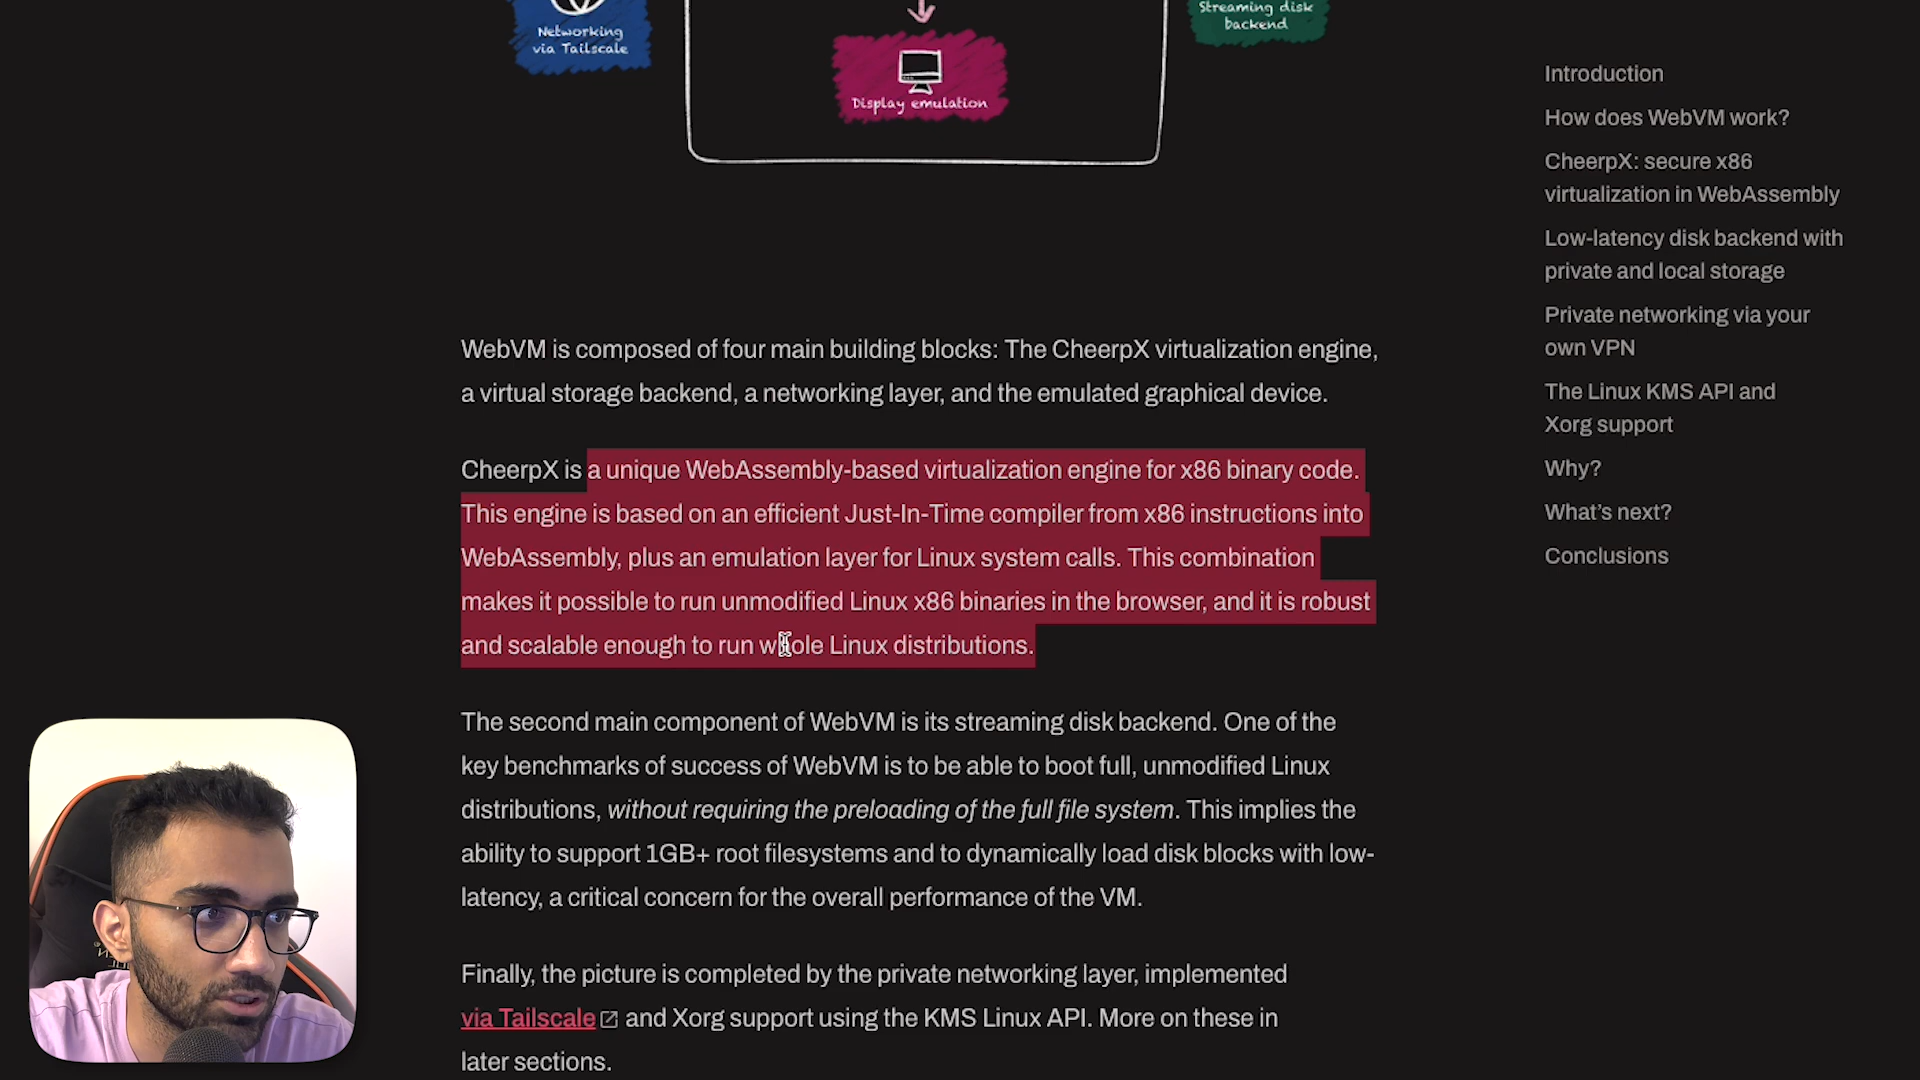 Networking
via Tailscale
Display emulation
Streaming disk
backend
WebVM is composed of four main building blocks: The CheerpX virtualization engine,
a virtual storage backend, a networking layer, and the emulated graphical device.
CheerpX is a unique WebAssembly-based virtualization engine for x86 binary code.
This engine is based on an efficient Just-In-Time compiler from x86 instructions into
WebAssembly, plus an emulation layer for Linux system calls. This combination
makes it possible to run unmodified Linux x86 binaries in the browser, and it is robust
and scalable enough to run whole Linux distributions.
The second main component of WebVM is its streaming disk backend. One of the
key benchmarks of success of WebVM is to be able to boot full, unmodified Linux
distributions, without requiring the preloading of the full file system. This implies the
ability to support 1GB+ root filesystems and to dynamically load disk blocks with low-
latency, a critical concern for the overall performance of the VM.
Finally, the picture is completed by the private networking layer, implemented
via Tailscale and Xorg support using the KMS Linux API. More on these in
later sections.
Introduction
How does WebVM work?
CheerpX: secure x86
virtualization in WebAssembly
Low-latency disk backend with
private and local storage
Private networking via your
own VPN
The Linux KMS API and
Xorg support
Why?
What's next?
Conclusions